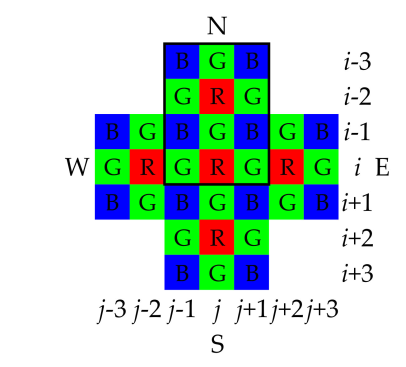 N
B G B i-3
G R G i-2
B G B G B G B i-1
W G R G R G R G i E
B G B G B G B i+1
G R G i+2
B G B i+3
j-3 j-2 j-1 j j+1 j+2 j+3
S